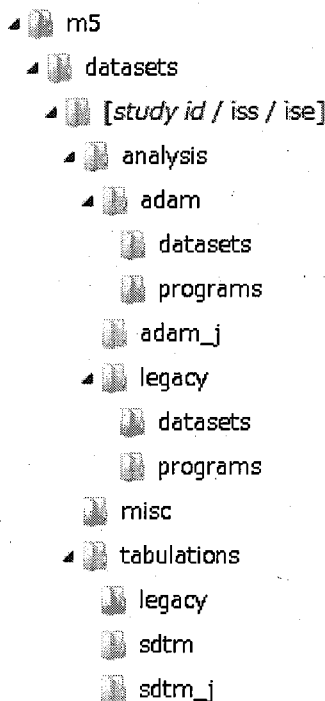 m5
datasets
[study id / iss / ise]
analysis
adam
datasets
programs
adam_j
legacy
datasets
programs
misc
tabulations
legacy
sdtm
sdtm_j